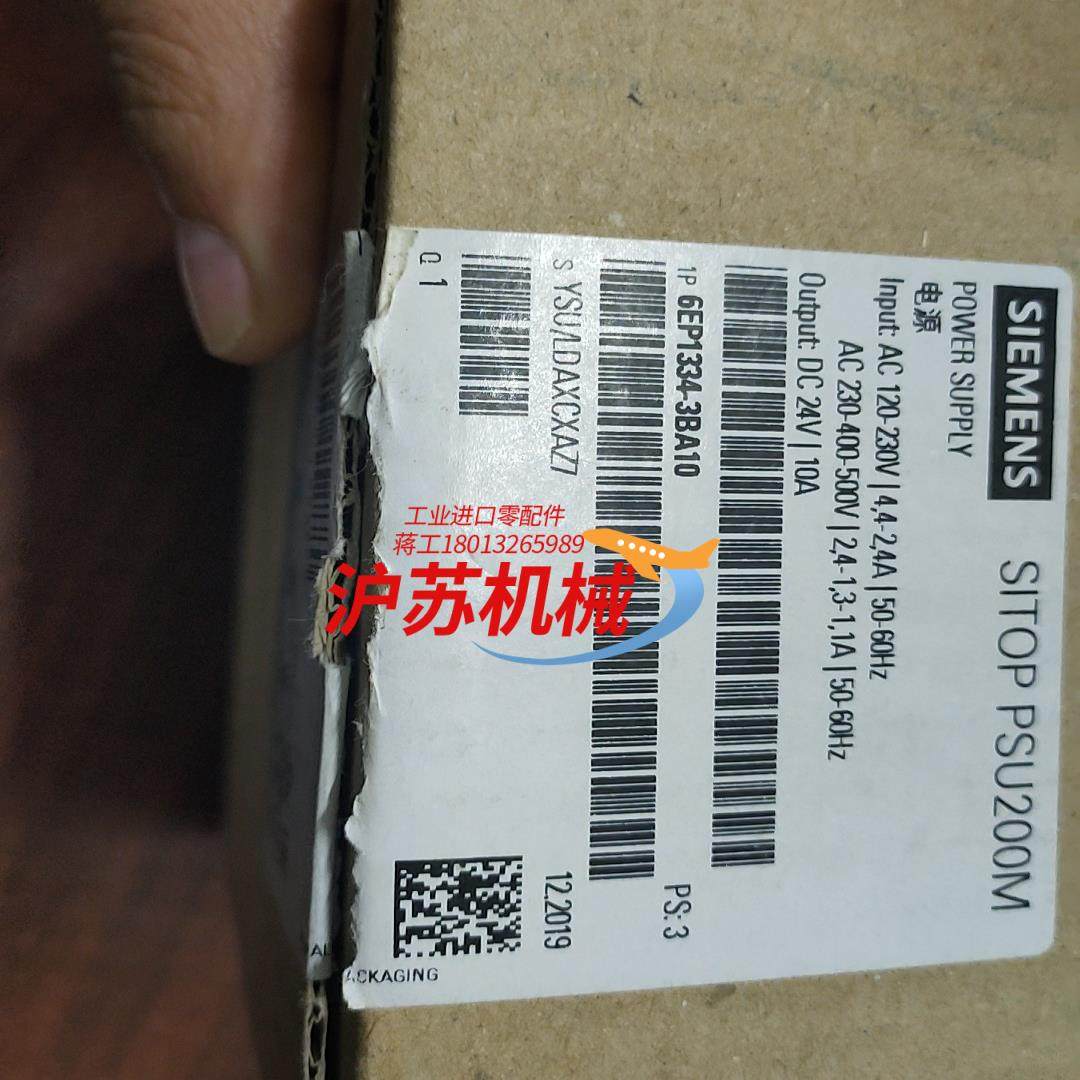 SIEMENS
SITOP PSU200M
POWER SUPPLY
电源
Input: AC 120-230V | 4,4-2,4A | 50-60Hz
AC 230-400-500V | 2,4-1,3-1,1A | 50-60Hz
Output: DC 24V | 10A
1P 6EP1334-3BA10
PS: 3
S YSU/LDAXCXAZ7
12.2019
Q 1
ACKAGING
AL
工业进口零配件
蒋工18013265989
沪苏机械